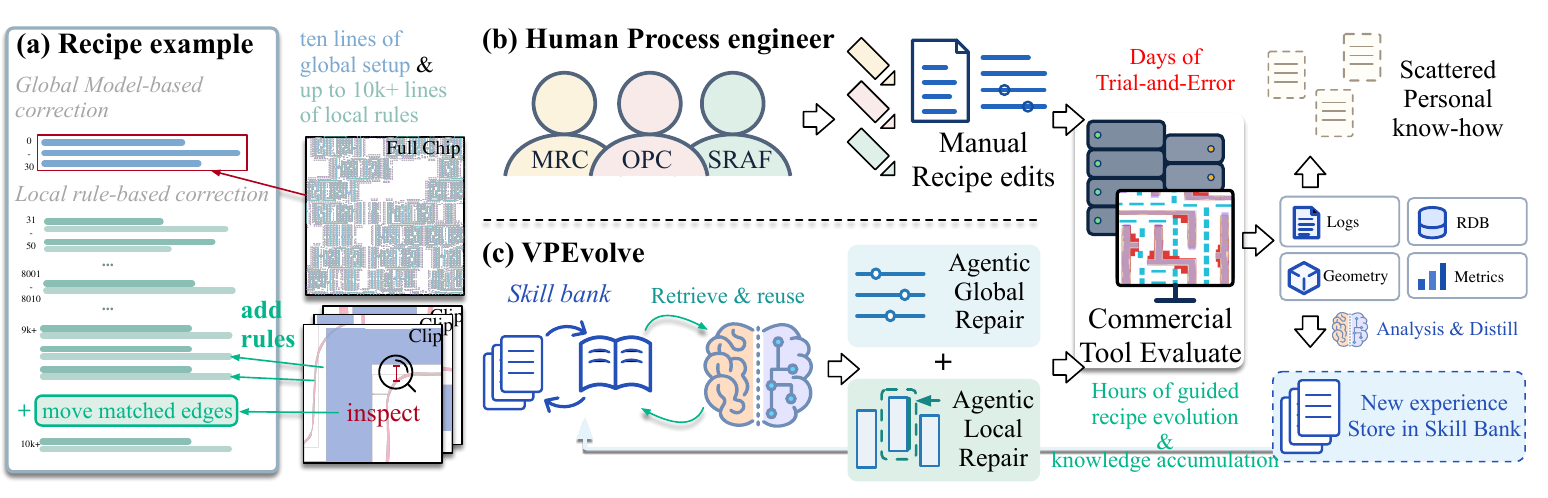 (a) Recipe example
Global Model-based
correction
0
-
30
Local rule-based correction
31
-
50
...
8001
-
8010
...
9k+
+ move matched edges
10k+
add
rules
ten lines of
global setup &
up to 10k+ lines
of local rules
Full Chip
Clip
Clip
Clip
inspect
(b) Human Process engineer
MRC
OPC
SRAF
Manual
Recipe edits
Days of
Trial-and-Error
Scattered
Personal
know-how
Logs
RDB
Geometry
Metrics
Analysis & Distill
Commercial
Tool Evaluate
(c) VPEvolve
Skill bank
Retrieve & reuse
Agentic
Global
Repair
+
Agentic
Local
Repair
Hours of guided
recipe evolution
&
knowledge accumulation
New experience
Store in Skill Bank